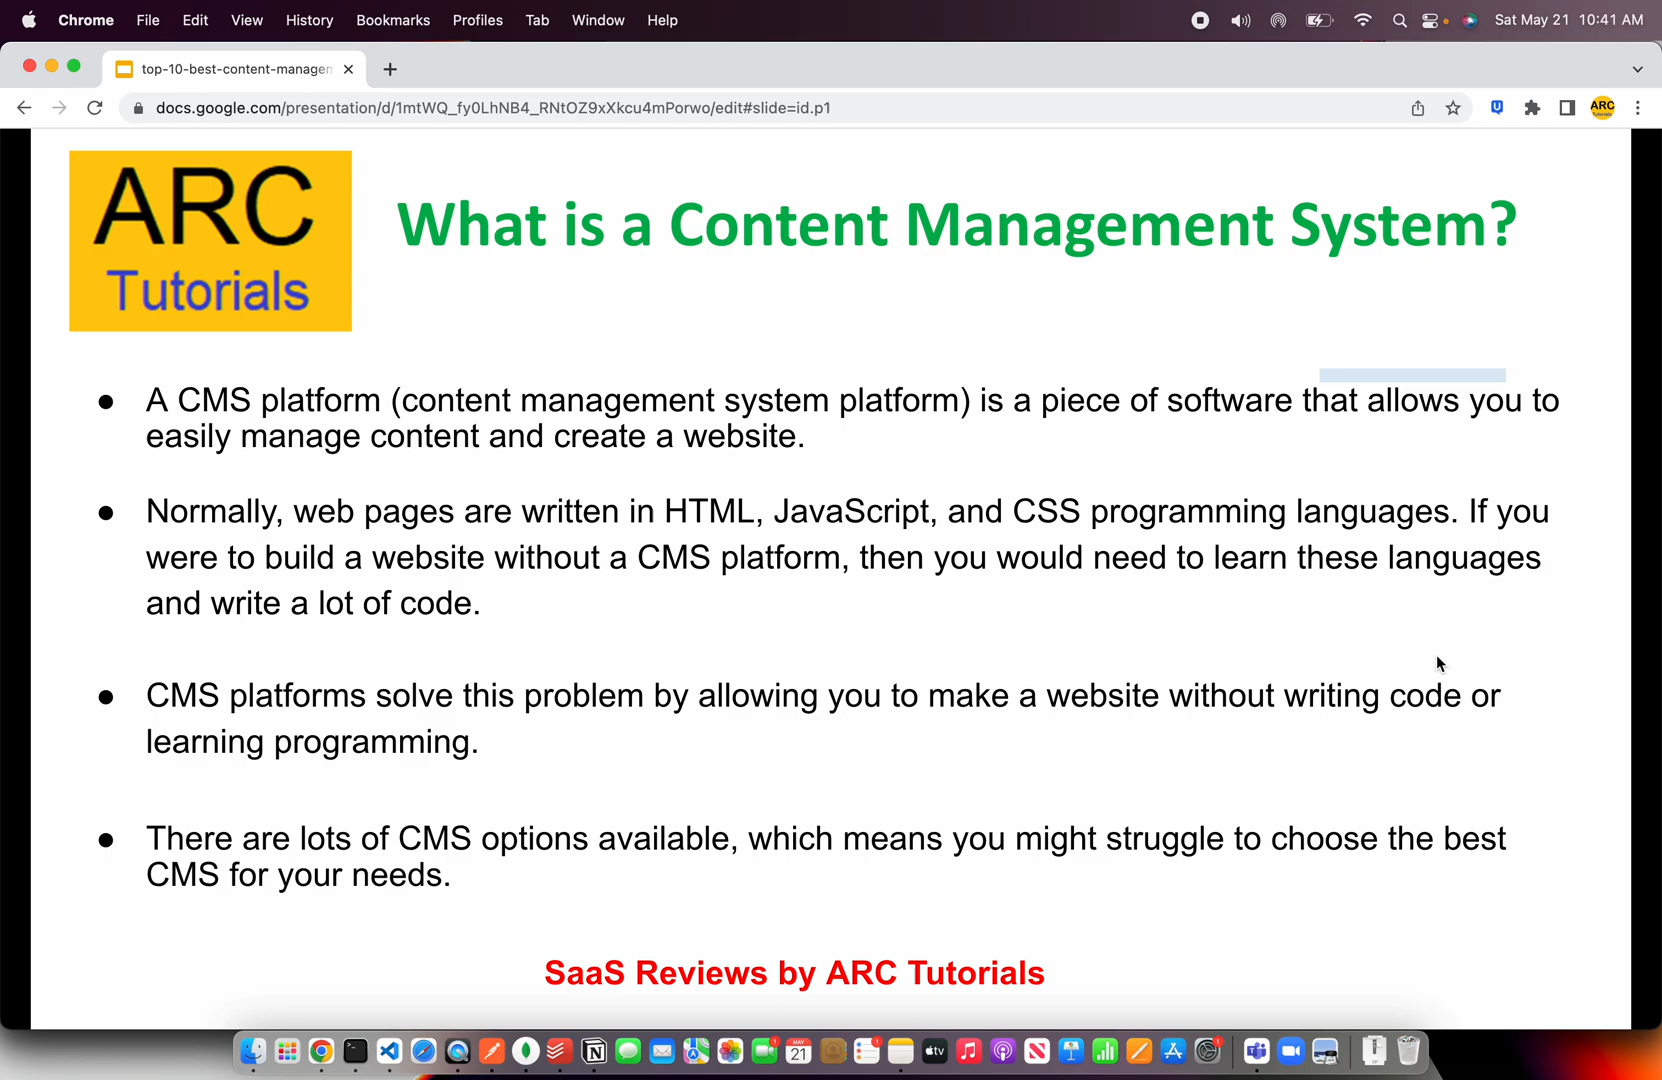 Chrome File Edit View History Bookmarks Profiles Tab Window Help Sat May 21 10:41 AM
top-10-best-content-managem
docs.google.com/presentation/d/1mtWQ_fy0LhNB4_RNtOZ9xXkcu4mPorwo/edit#slide=id.p1
ARC
Tutorials
ARC
Tutorials
What is a Content Management System?
● A CMS platform (content management system platform) is a piece of software that allows you to
easily manage content and create a website.
● Normally, web pages are written in HTML, JavaScript, and CSS programming languages. If you
were to build a website without a CMS platform, then you would need to learn these languages
and write a lot of code.
● CMS platforms solve this problem by allowing you to make a website without writing code or
learning programming.
● There are lots of CMS options available, which means you might struggle to choose the best
CMS for your needs.
SaaS Reviews by ARC Tutorials
MAY
21
tv